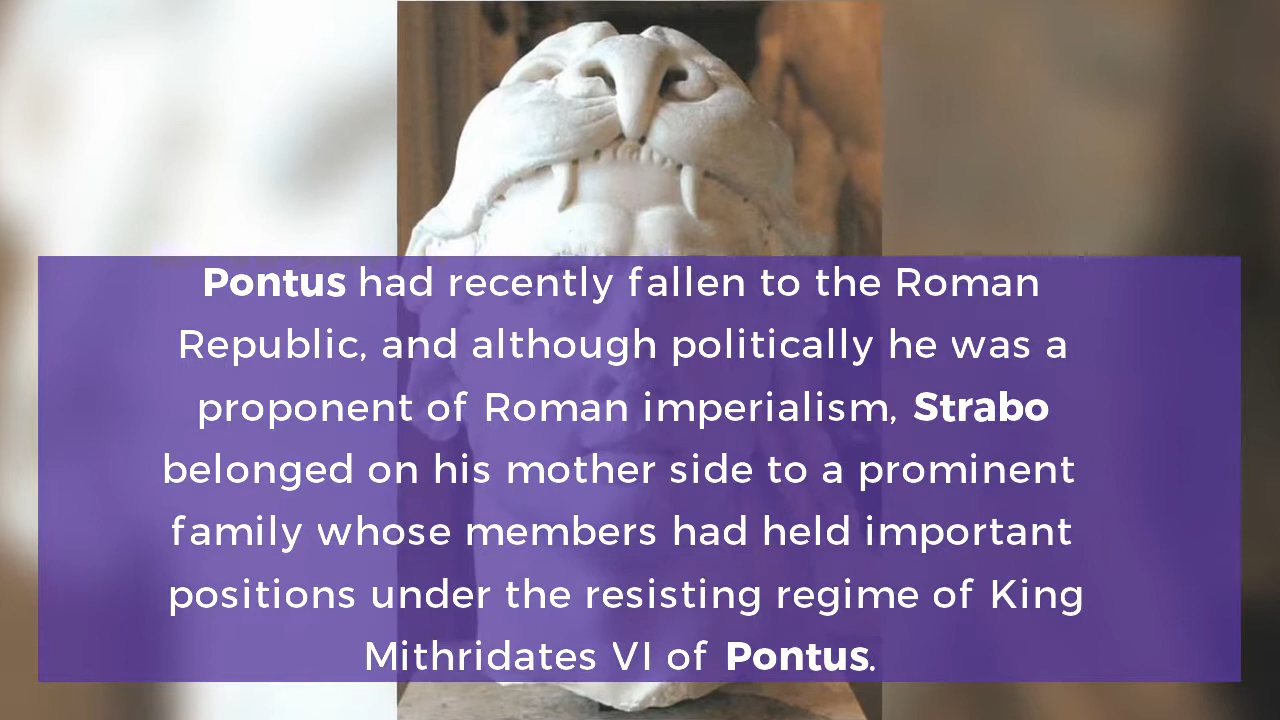 Pontus had recently fallen to the Roman
Republic, and although politically he was a
proponent of Roman imperialism, Strabo
belonged on his mother side to a prominent
family whose members had held important
positions under the resisting regime of King
Mithridates VI of Pontus.